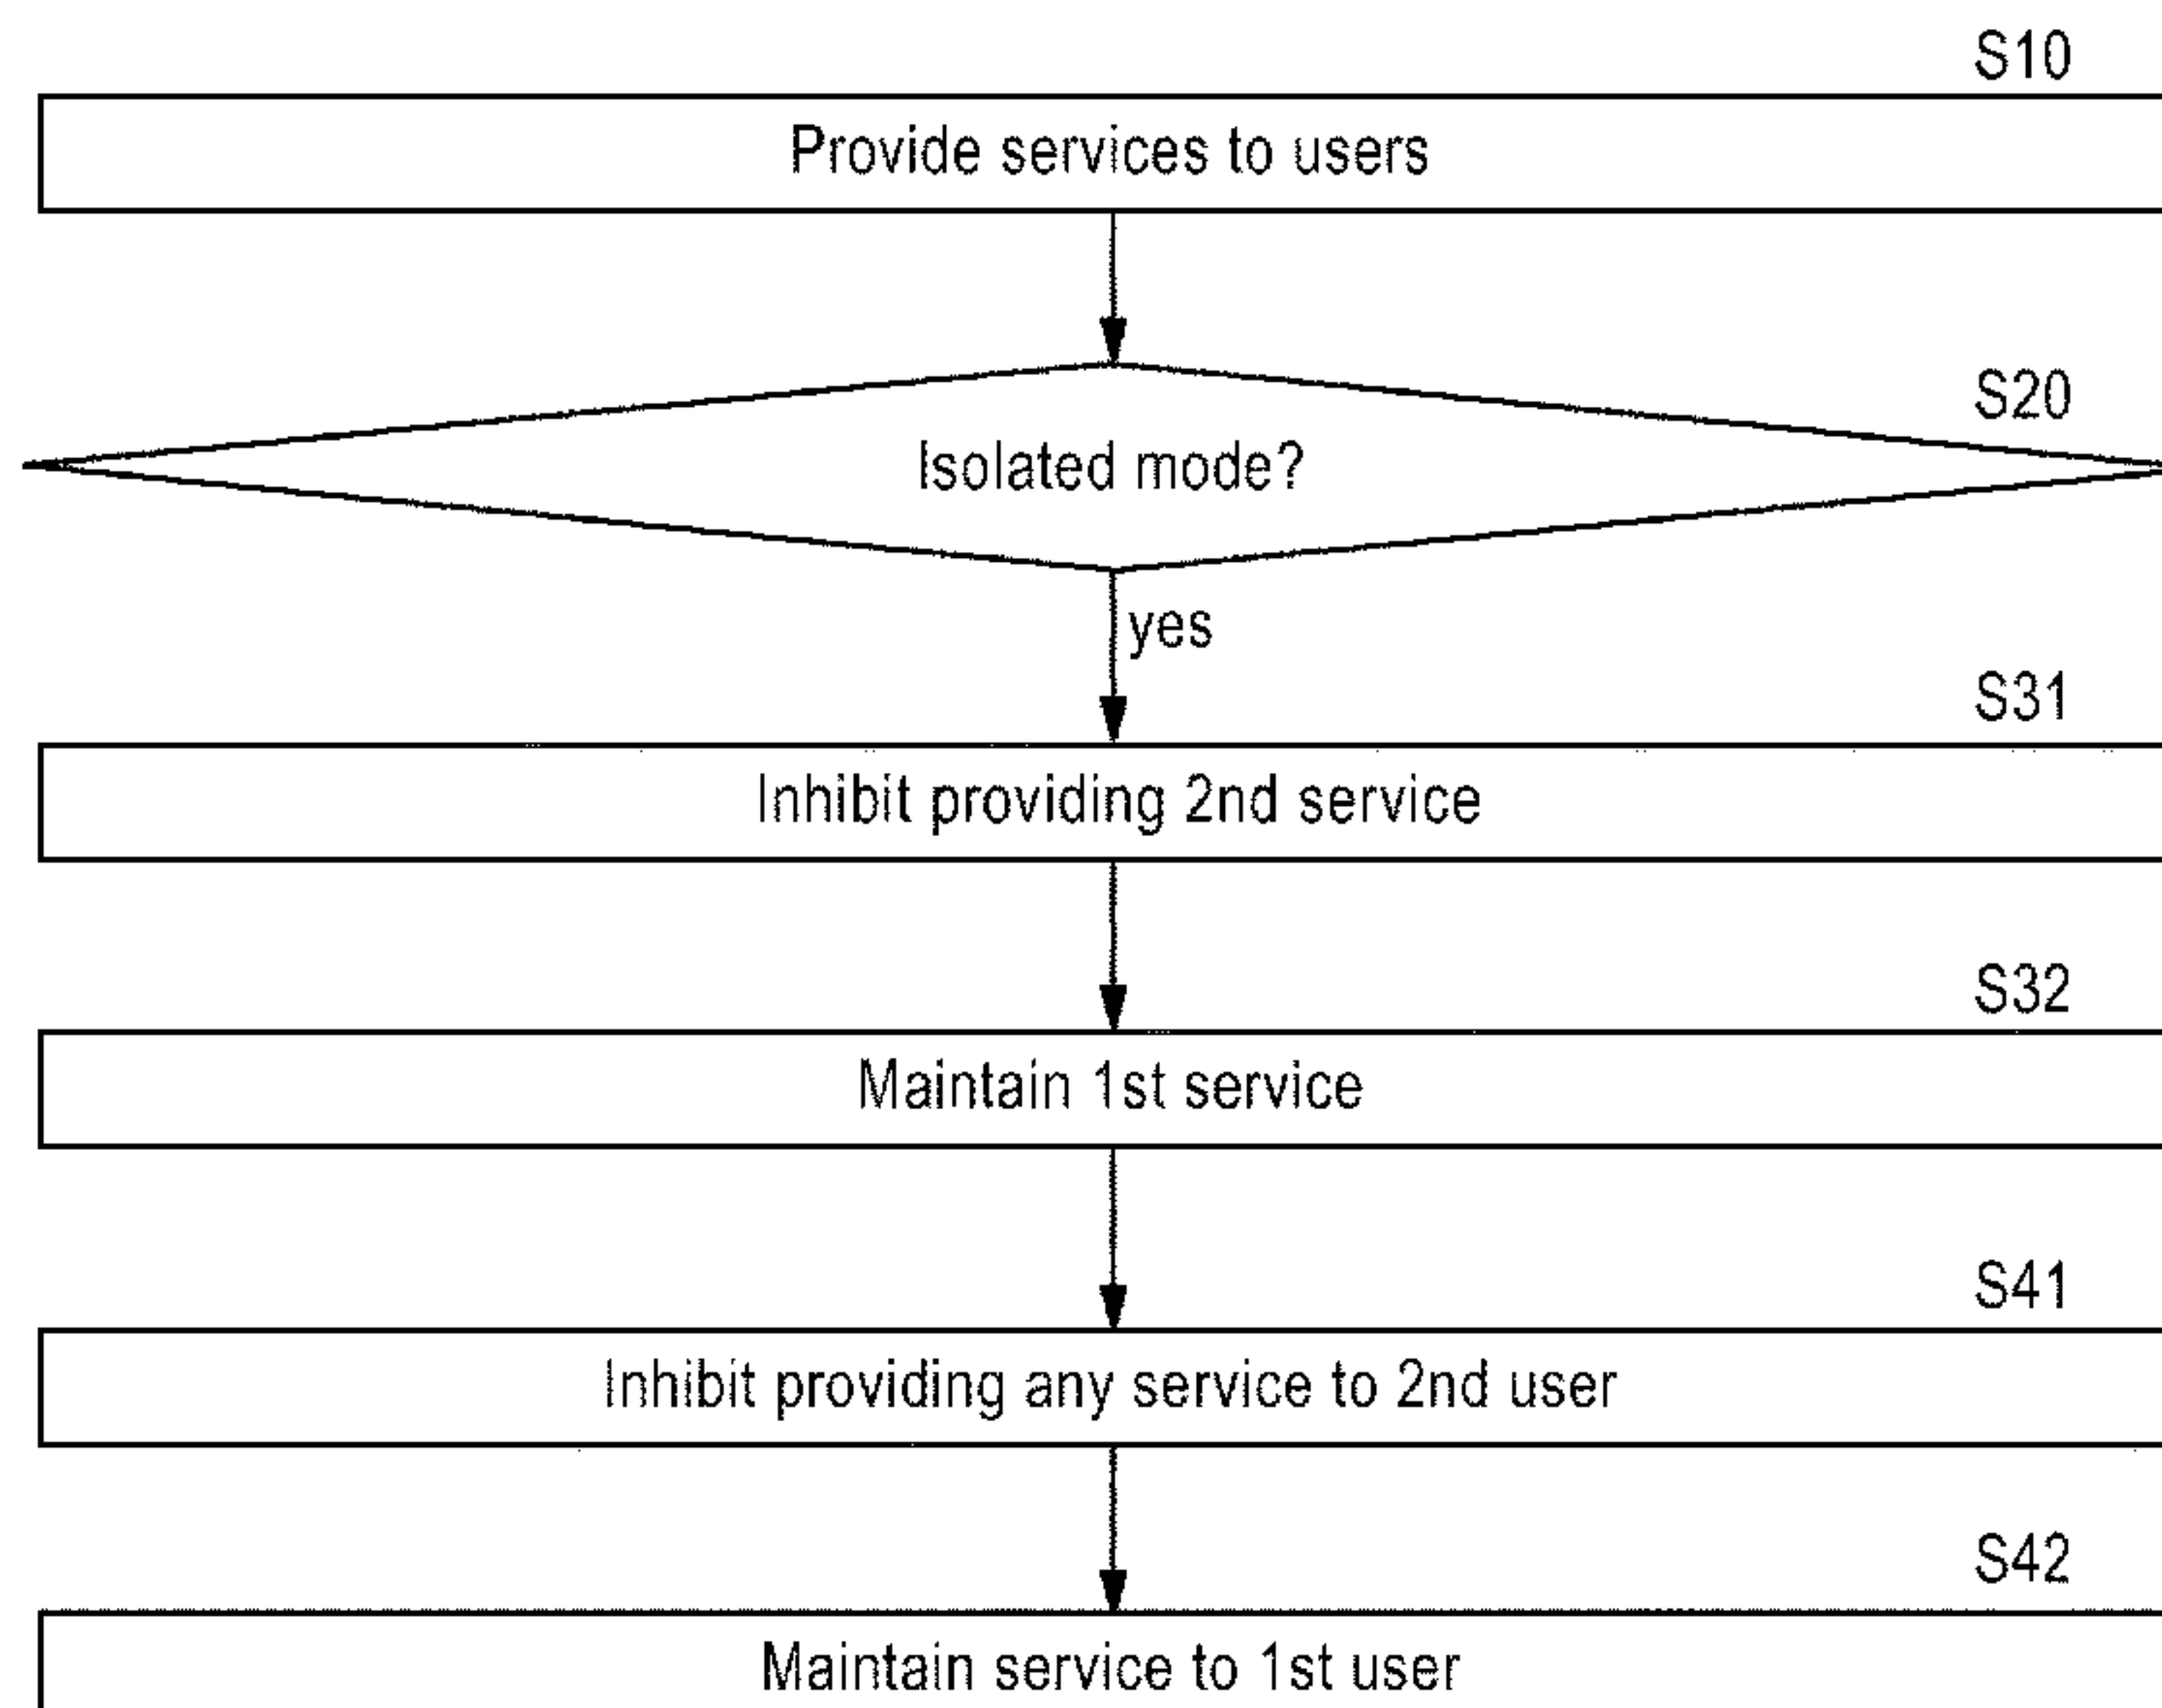 S10
Provide services to users
S20
Isolated mode?
yes
S31
Inhibit providing 2nd service
S32
Maintain 1st service
S41
Inhibit providing any service to 2nd user
S42
Maintain service to 1st user